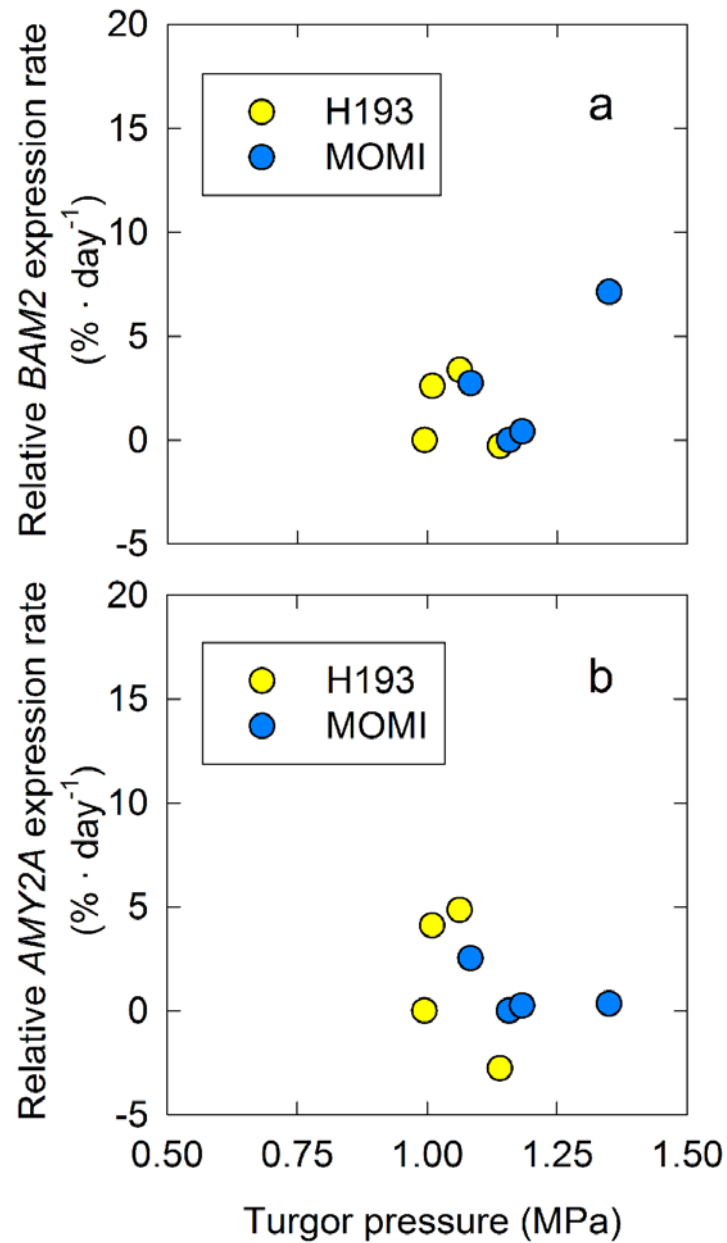 Relative BAM2 expression rate
(% · day⁻¹)
20
15
10
5
0
-5
H193
MOMI
a
Relative AMY2A expression rate
(% · day⁻¹)
20
15
10
5
0
-5
H193
MOMI
b
0.50 0.75 1.00 1.25 1.50
Turgor pressure (MPa)